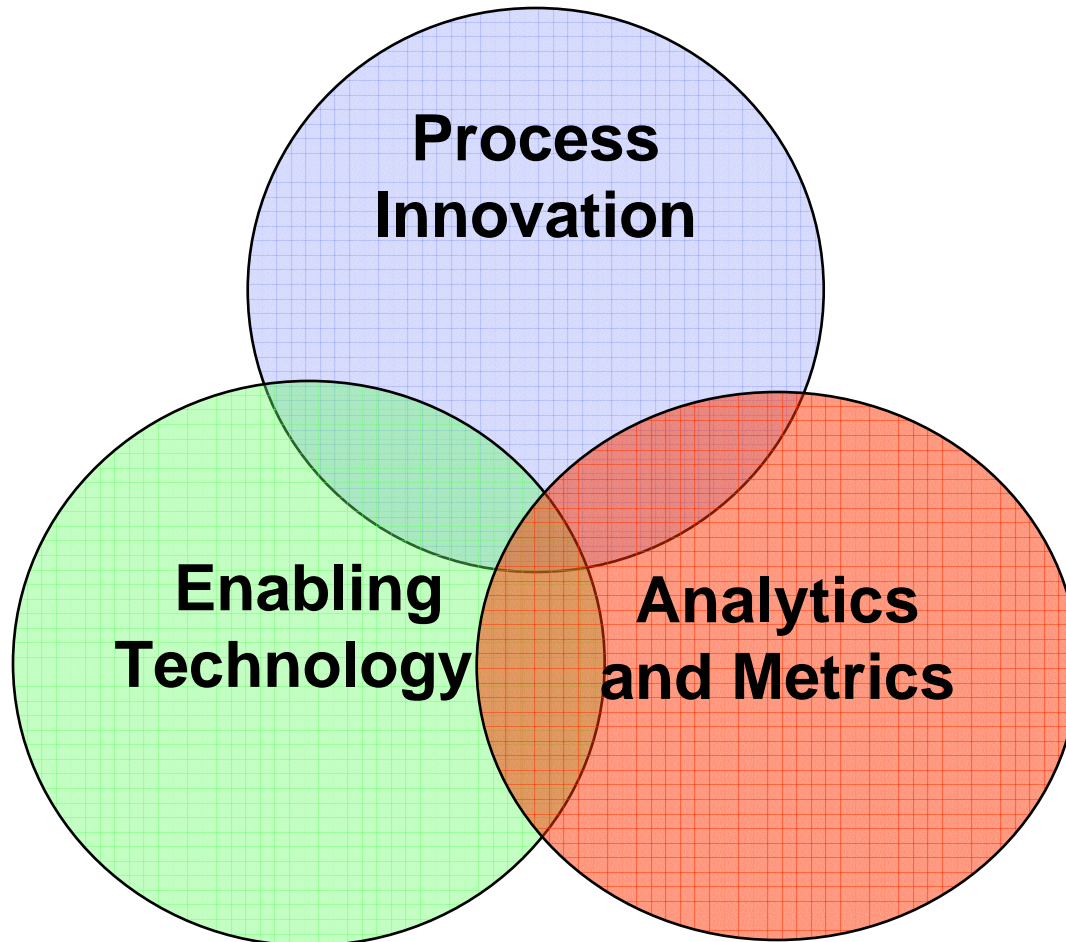 Process
Innovation
Enabling
Technology
Analytics
and Metrics